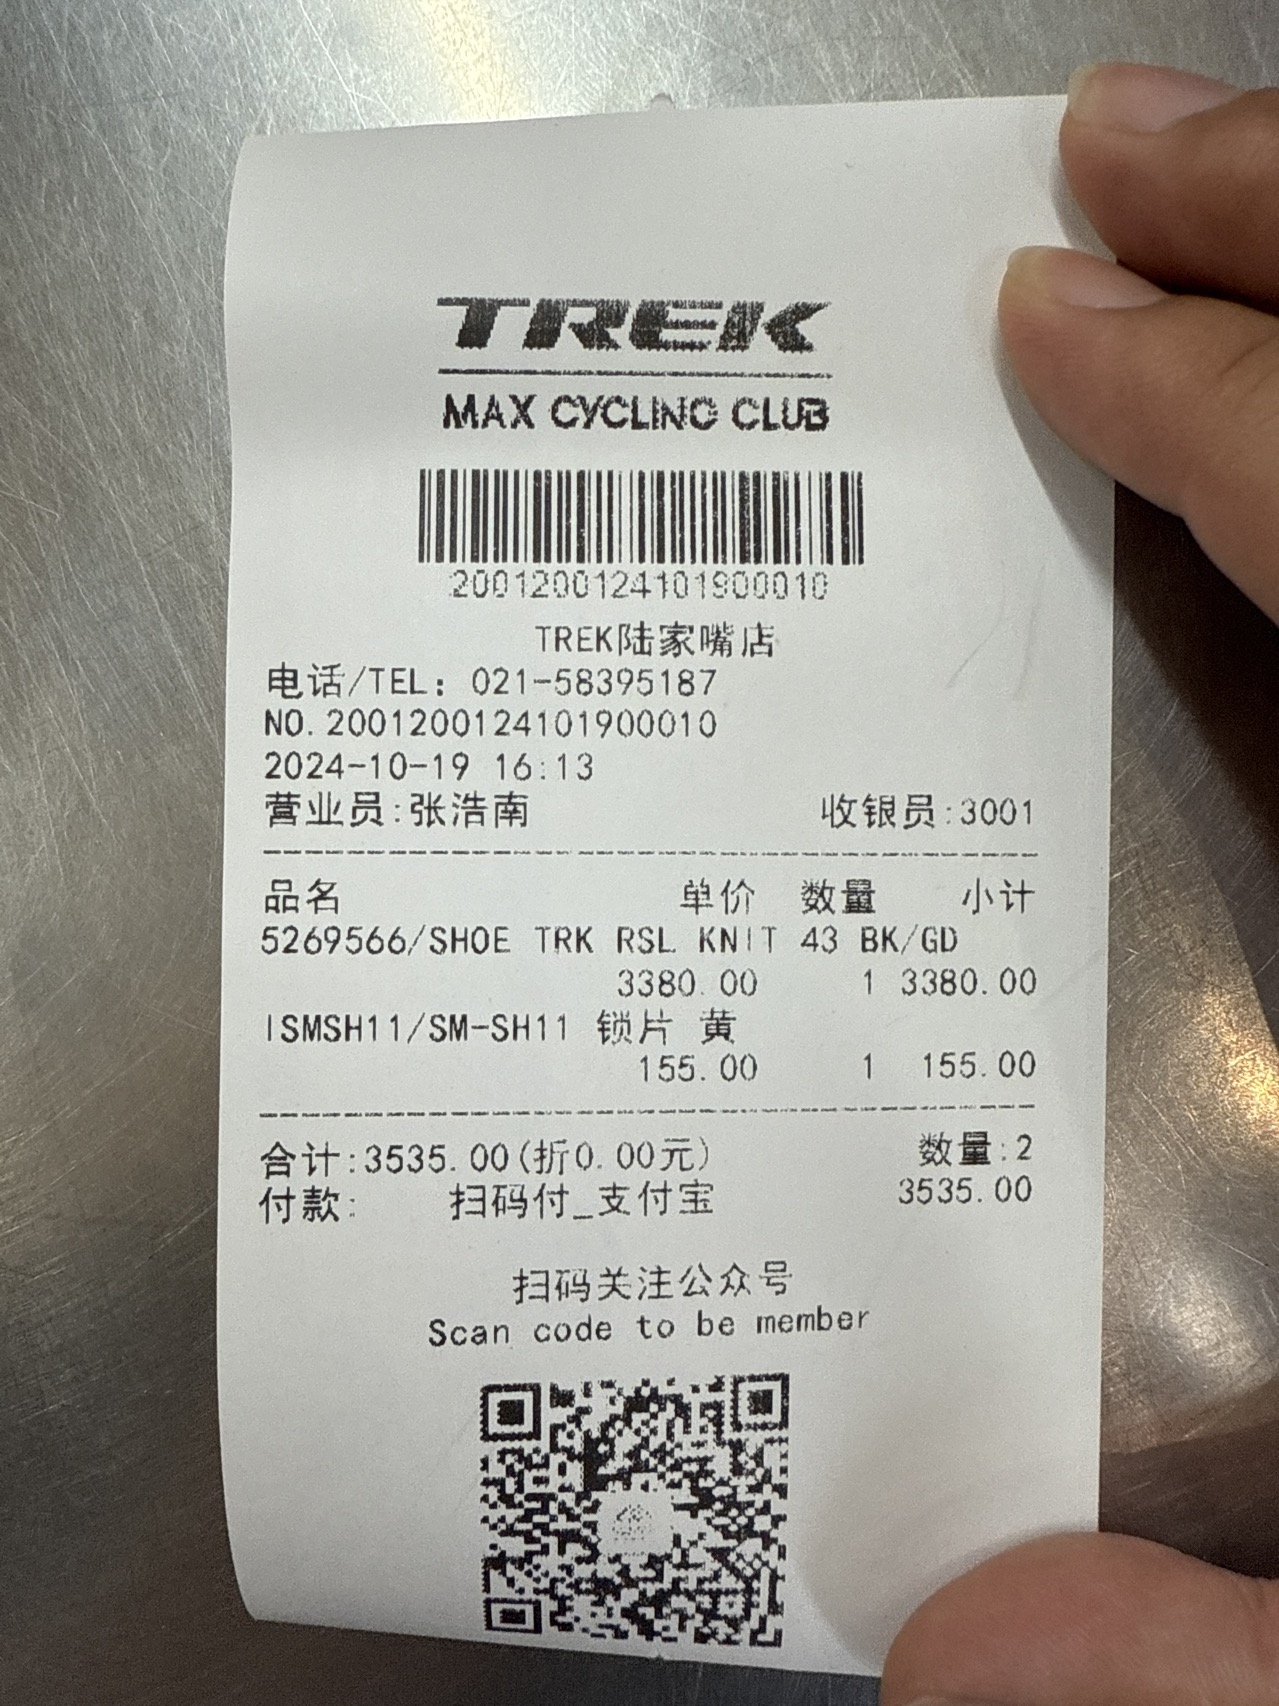 TREK
MAX CYCLING CLUB
2001200124101900010
TREK陆家嘴店
电话/TEL: 021-58395187
NO.2001200124101900010
2024-10-19 16:13
营业员:张浩南 收银员:3001
品名 单价 数量 小计
5269566/SHOE TRK RSL KNIT 43 BK/GD
3380.00 1 3380.00
ISMSH11/SM-SH11 锁片 黄
155.00 1 155.00
合计:3535.00(折0.00元) 数量:2
付款: 扫码付_支付宝 3535.00
扫码关注公众号
Scan code to be member